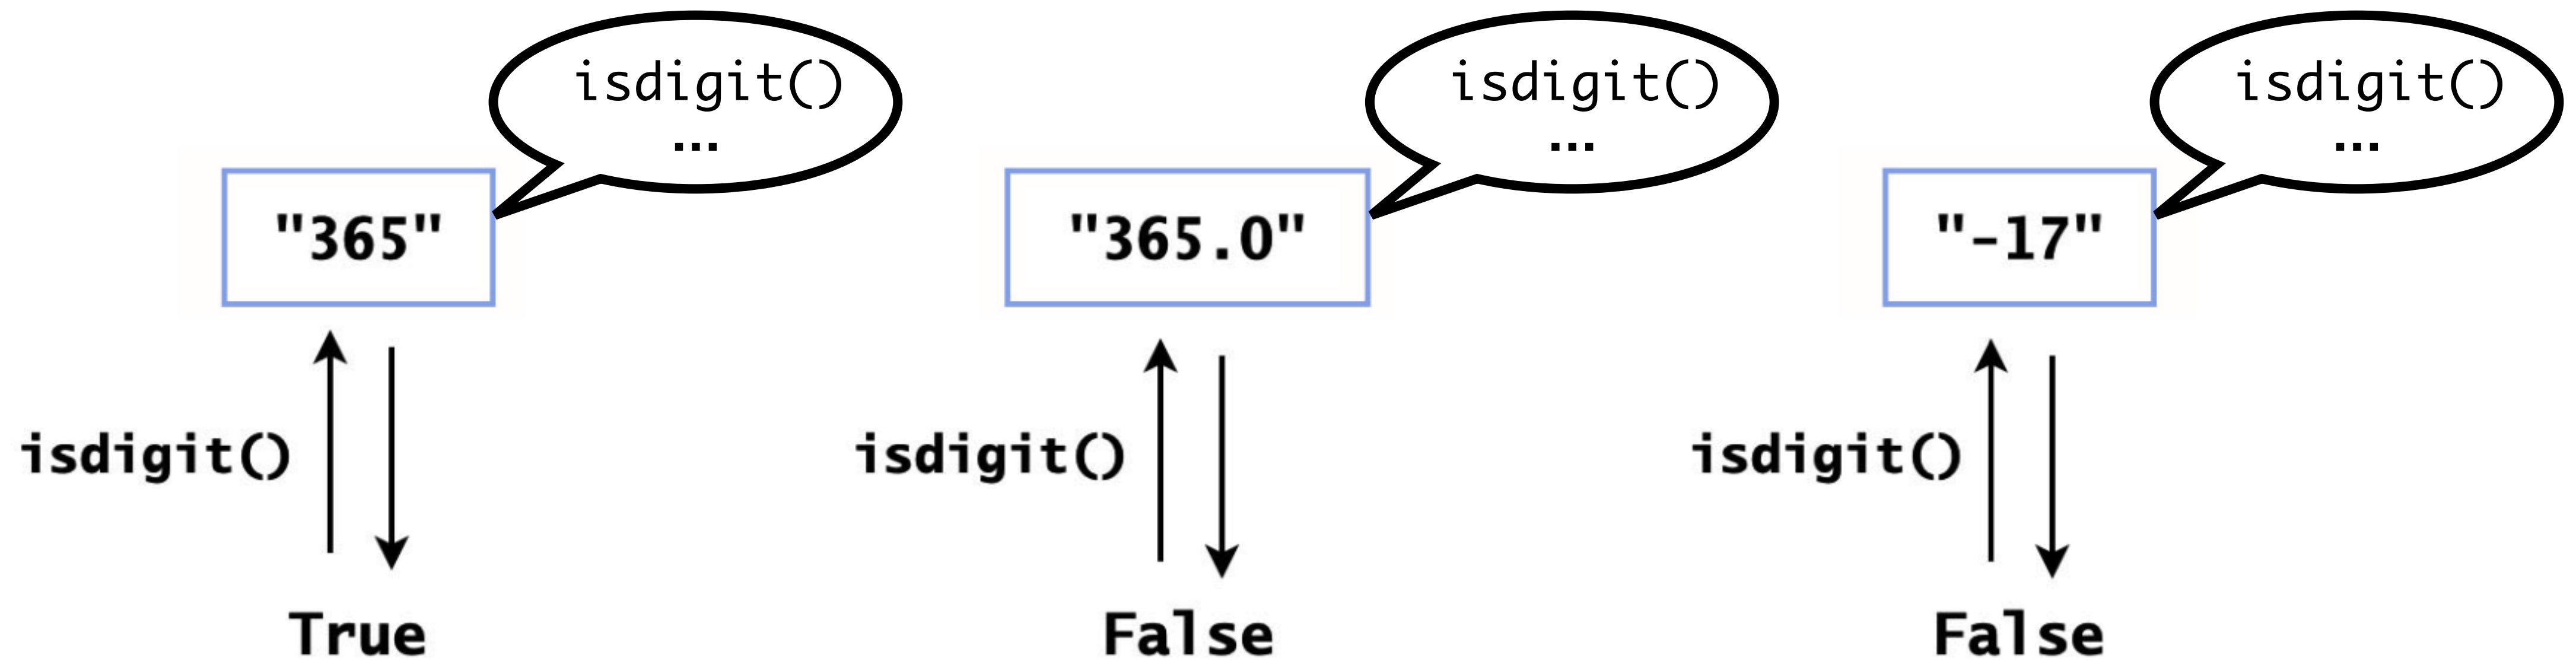 isdigit()
...
isdigit()
...
isdigit()
...
"365"
"365.0"
"-17"
isdigit()
isdigit()
isdigit()
True
False
False